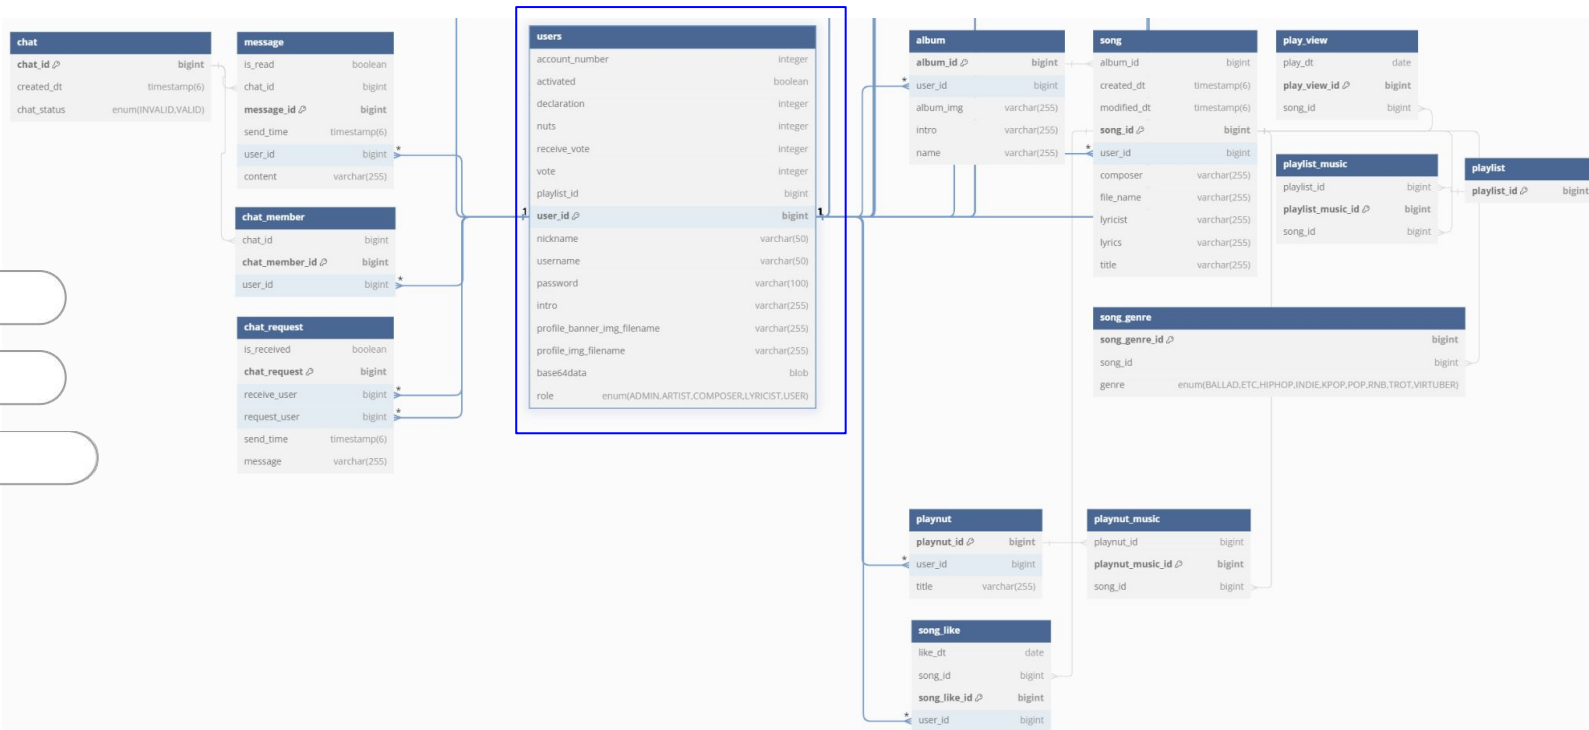 chat
chat_id bigint
created_dt timestamp(6)
chat_status enum(INVALID,VALID)
message
is_read boolean
chat_id bigint
message_id bigint
send_time timestamp(6)
user_id bigint *
content varchar(255)
chat_member
chat_id bigint
chat_member_id bigint
user_id bigint *
chat_request
is_received boolean
chat_request bigint
receive_user bigint *
request_user bigint *
send_time timestamp(6)
message varchar(255)
users
account_number integer
activated boolean
declaration integer
nuts integer
receive_vote integer
vote integer
playlist_id bigint
1 user_id bigint 1
nickname varchar(50)
username varchar(50)
password varchar(100)
intro varchar(255)
profile_banner_img_filename varchar(255)
profile_img_filename varchar(255)
base64data blob
role enum(ADMIN,ARTIST,COMPOSER,LYRICIST,USER)
album
album_id bigint
* user_id bigint
album_img varchar(255)
intro varchar(255)
name varchar(255)
song
album_id bigint
created_dt timestamp(6)
modified_dt timestamp(6)
song_id bigint
* user_id bigint
composer varchar(255)
file_name varchar(255)
lyricist varchar(255)
lyrics varchar(255)
title varchar(255)
play_view
play_dt date
play_view_id bigint
song_id bigint
playlist_music
playlist_id bigint
playlist_music_id bigint
song_id bigint
playlist
playlist_id bigint
song_genre
song_genre_id bigint
song_id bigint
genre enum(BALLAD,ETC,HIPHOP,INDIE,KPOP,POP,RNB,TROT,VIRTUBER)
playnut
playnut_id bigint
* user_id bigint
title varchar(255)
playnut_music
playnut_id bigint
playnut_music_id bigint
song_id bigint
song_like
like_dt date
song_id bigint
song_like_id bigint
* user_id bigint